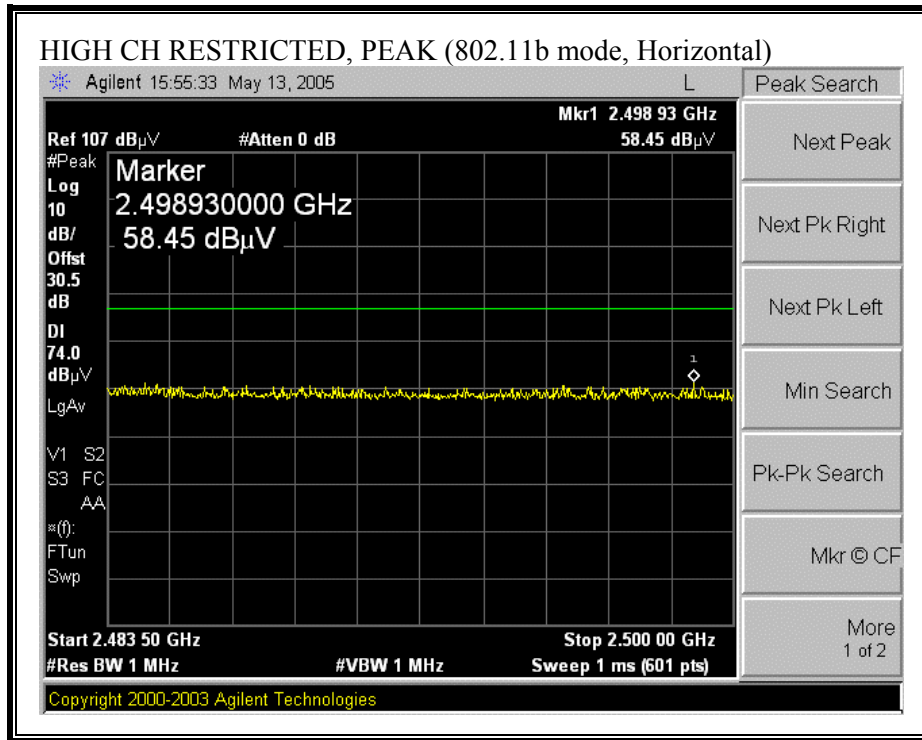 HIGH CH RESTRICTED, PEAK (802.11b mode, Horizontal)
Agilent 15:55:33 May 13, 2005 L
Peak Search
Mkr1 2.498 93 GHz
Ref 107 dBµV #Atten 0 dB 58.45 dBµV
#Peak
Log
10
dB/
Offst
30.5
dB
DI
74.0
dBµV
LgAv
V1 S2
S3 FC
AA
¤(f):
FTun
Swp
Marker
2.498930000 GHz
58.45 dBµV
1
Start 2.483 50 GHz Stop 2.500 00 GHz
#Res BW 1 MHz #VBW 1 MHz Sweep 1 ms (601 pts)
Copyright 2000-2003 Agilent Technologies
Next Peak
Next Pk Right
Next Pk Left
Min Search
Pk-Pk Search
Mkr © CF
More
1 of 2